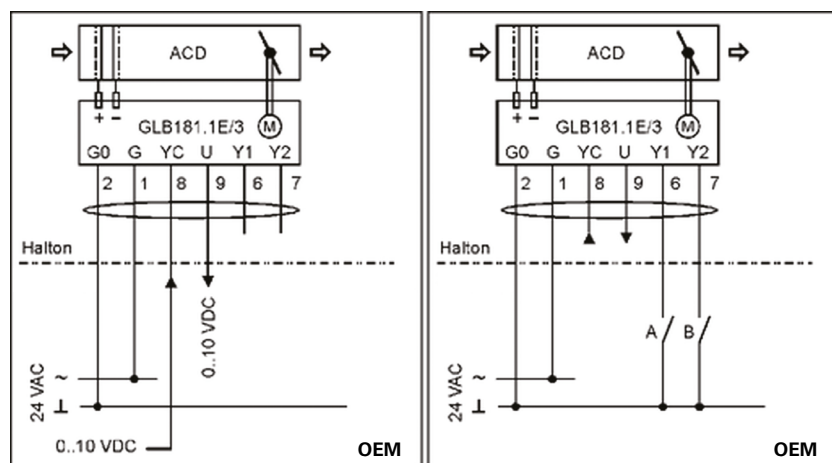 ACD
+ −
GLB181.1E/3 M
G0 G YC U Y1 Y2
2 1 8 9 6 7
Halton
0..10 VDC
24 VAC ~
⊥
0..10 VDC
OEM
ACD
+ −
GLB181.1E/3 M
G0 G YC U Y1 Y2
2 1 8 9 6 7
Halton
A B
24 VAC ~
⊥
OEM